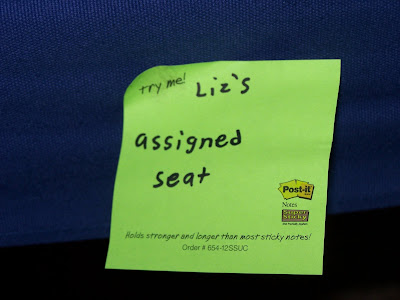 try me! Liz's
assigned
seat
Post-it
Notes
Super
Sticky
Holds stronger and longer than most sticky notes!
Order # 654-12SSUC